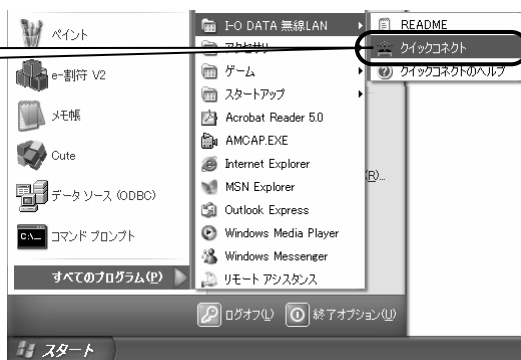 ペイント
e-割符 V2
メモ帳
Cute
データ ソース (ODBC)
C:\_
コマンド プロンプト
すべてのプログラム(P)
I-O DATA 無線LAN
アクセサリ
ゲーム
スタートアップ
Acrobat Reader 5.0
AMCAP.EXE
Internet Explorer
MSN Explorer
Outlook Express
Windows Media Player
Windows Messenger
リモート アシスタンス
README
クイックコネクト
クイックコネクトのヘルプ
(R)...
ログオフ(L)
終了オプション(U)
スタート